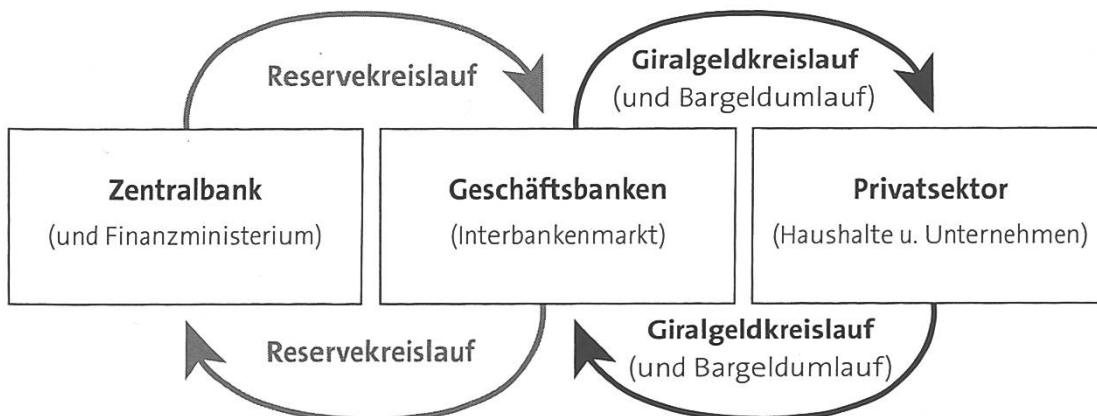 Reservekreislauf
Giralgeldkreislauf
(und Bargeldumlauf)
Zentralbank
(und Finanzministerium)
Geschäftsbanken
(Interbankenmarkt)
Privatsektor
(Haushalte u. Unternehmen)
Reservekreislauf
Giralgeldkreislauf
(und Bargeldumlauf)